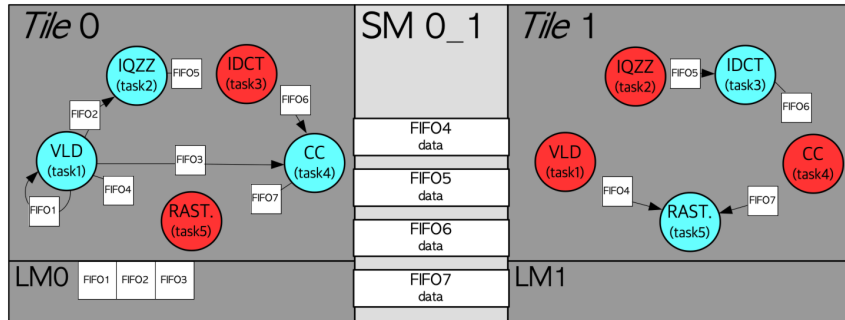 Tile 0
IQZZ
(task2)
FIFO5
IDCT
(task3)
FIFO6
FIFO2
VLD
(task1)
FIFO3
CC
(task4)
FIFO4
FIFO7
FIFO1
RAST.
(task5)
LM0
FIFO1
FIFO2
FIFO3
SM 0_1
FIFO4
data
FIFO5
data
FIFO6
data
FIFO7
data
Tile 1
IQZZ
(task2)
FIFO5
IDCT
(task3)
FIFO6
VLD
(task1)
CC
(task4)
FIFO4
FIFO7
RAST.
(task5)
LM1